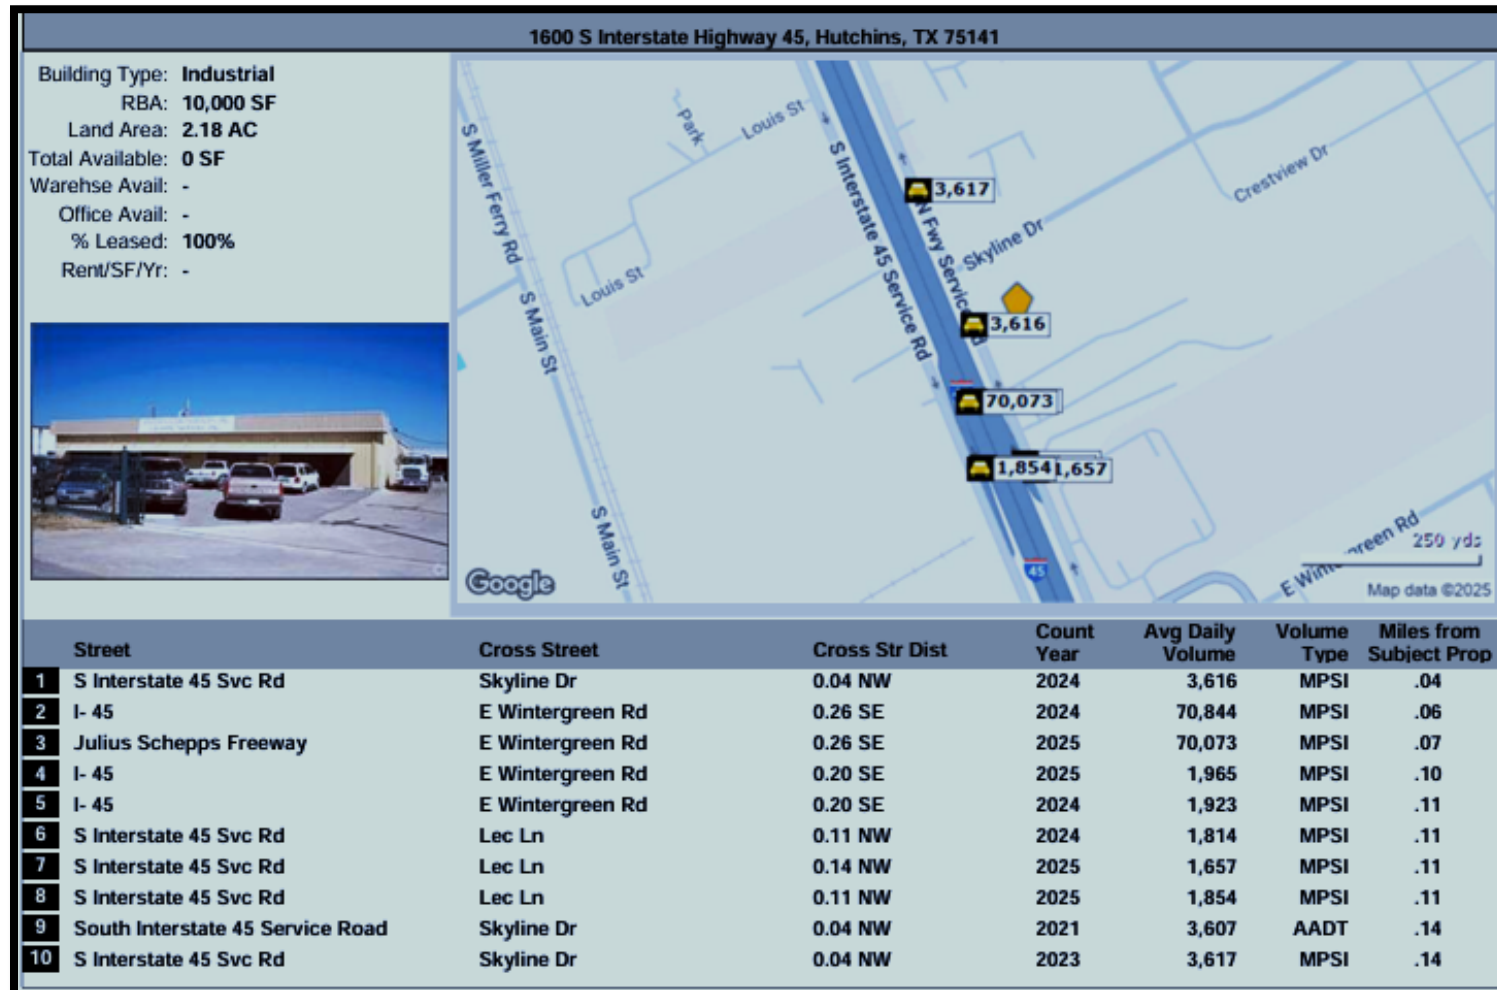 1600 S Interstate Highway 45, Hutchins, TX 75141
Building Type: Industrial
RBA: 10,000 SF
Land Area: 2.18 AC
Total Available: 0 SF
Warehse Avail: -
Office Avail: -
% Leased: 100%
Rent/SF/Yr: -
Park
Louis St
S Miller Ferry Rd
S Interstate 45 Service Rd
3,617
Crestview Dr
N Fwy Service Rd
Skyline Dr
Louis St
S Main St
3,616
70,073
1,854
1,657
S Main St
45
E Wintergreen Rd
250 yds
Google
Map data ©2025
Street Cross Street Cross Str Dist Count Year Avg Daily Volume Volume Type Miles from Subject Prop
1 S Interstate 45 Svc Rd Skyline Dr 0.04 NW 2024 3,616 MPSI .04
2 I- 45 E Wintergreen Rd 0.26 SE 2024 70,844 MPSI .06
3 Julius Schepps Freeway E Wintergreen Rd 0.26 SE 2025 70,073 MPSI .07
4 I- 45 E Wintergreen Rd 0.20 SE 2025 1,965 MPSI .10
5 I- 45 E Wintergreen Rd 0.20 SE 2024 1,923 MPSI .11
6 S Interstate 45 Svc Rd Lec Ln 0.11 NW 2024 1,814 MPSI .11
7 S Interstate 45 Svc Rd Lec Ln 0.14 NW 2025 1,657 MPSI .11
8 S Interstate 45 Svc Rd Lec Ln 0.11 NW 2025 1,854 MPSI .11
9 South Interstate 45 Service Road Skyline Dr 0.04 NW 2021 3,607 AADT .14
10 S Interstate 45 Svc Rd Skyline Dr 0.04 NW 2023 3,617 MPSI .14